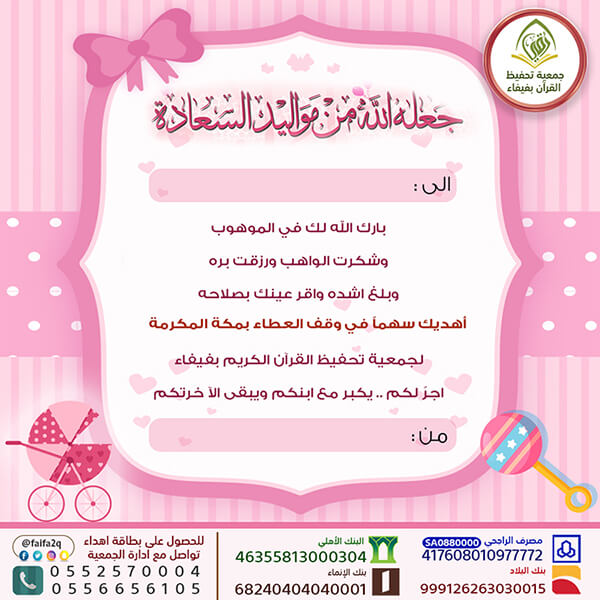 جمعية تحفيظ
القرآن بفيفاء
جعله الله من مواليد السعادة
الى :
بارك الله لك في الموهوب
وشكرت الواهب ورزقت بره
وبلغ اشده واقر عينك بصلاحه
أهديك سهماً في وقف العطاء بمكة المكرمة
لجمعية تحفيظ القرآن الكريم بفيفاء
اجرٌ لكم .. يكبر مع ابنكم ويبقى الآ خرتكم
من :
مصرف الراجحي SA0880000
417608010977772
بنك البلاد
999126263030015
البنك الأهلي
46355813000304
بنك الإنماء
68240404040001
للحصول على بطاقة اهداء
تواصل مع ادارة الجمعية
@faifa2q
0552570004
0556656105